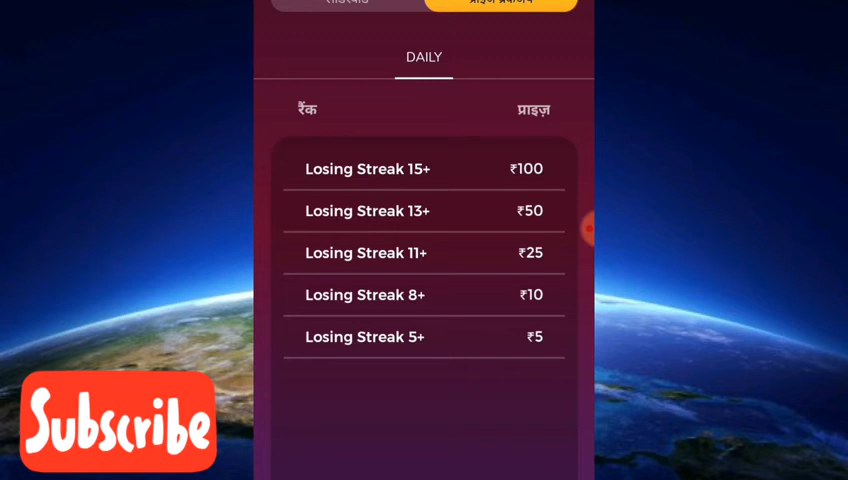 DAILY
रैंक प्राइज़
Losing Streak 15+ ₹100
Losing Streak 13+ ₹50
Losing Streak 11+ ₹25
Losing Streak 8+ ₹10
Losing Streak 5+ ₹5
Subscribe